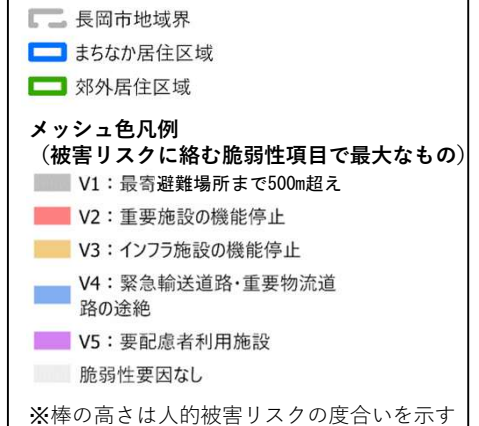 長岡市地域界
まちなか居住区域
郊外居住区域
メッシュ色凡例
（被害リスクに絡む脆弱性項目で最大なもの）
V1：最寄避難場所まで500m超え
V2：重要施設の機能停止
V3：インフラ施設の機能停止
V4：緊急輸送道路・重要物流道
路の途絶
V5：要配慮者利用施設
脆弱性要因なし
※棒の高さは人的被害リスクの度合いを示す